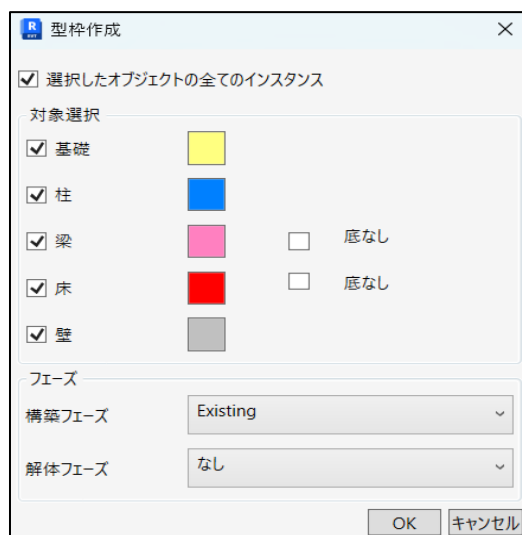 型枠作成
選択したオブジェクトの全てのインスタンス
対象選択
基礎
柱
梁 底なし
床 底なし
壁
フェーズ
構築フェーズ Existing
解体フェーズ なし
OK キャンセル